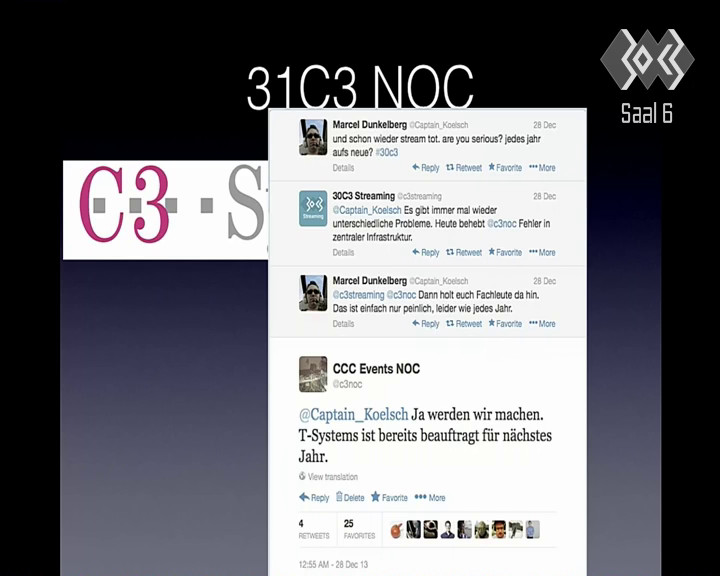 31C3 NOC
Saal 6
C3
Marcel Dunkelberg @Captain_Koelsch 28 Dec
und schon wieder stream tot. are you serious? jedes jahr
aufs neue? #30c3
Details Reply Retweet Favorite More
30C3 Streaming @c3streaming 28 Dec
@Captain_Koelsch Es gibt immer mal wieder
unterschiedliche Probleme. Heute behebt @c3noc Fehler in
zentraler Infrastruktur.
Streaming
Details Reply Retweet Favorite More
Marcel Dunkelberg @Captain_Koelsch 28 Dec
@c3streaming @c3noc Dann holt euch Fachleute da hin.
Das ist einfach nur peinlich, leider wie jedes Jahr.
Details Reply Retweet Favorite More
CCC Events NOC
@c3noc
@Captain_Koelsch Ja werden wir machen.
T-Systems ist bereits beauftragt für nächstes
Jahr.
View translation
Reply Delete Favorite More
4 25
RETWEETS FAVORITES
12:55 AM - 28 Dec 13